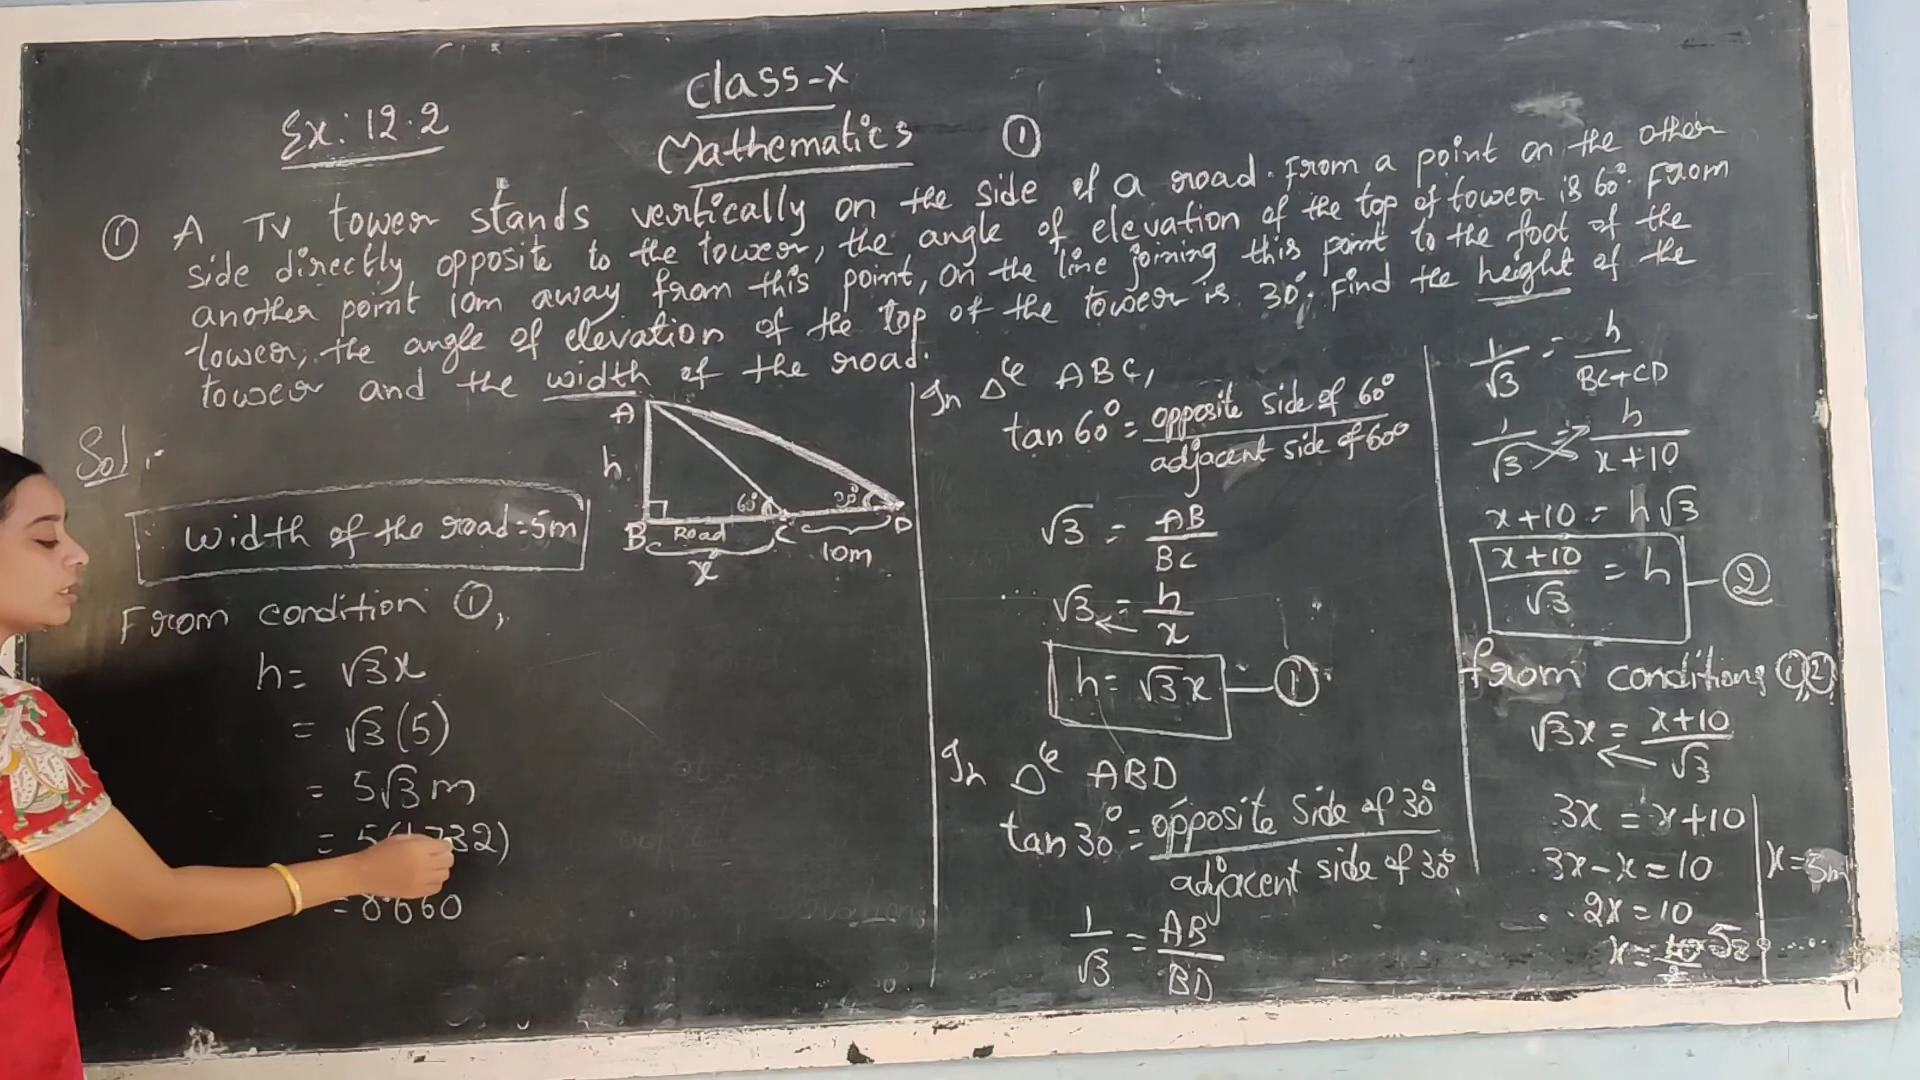 Class-X
Ex: 12.2
Mathematics ①
① A TV tower stands vertically on the side of a road. From a point on the other
side directly opposite to the tower, the angle of elevation of the top of tower is 60°. From
another point 10m away from this point, on the line joining this point to the foot of the
tower, the angle of elevation of the top of the tower is 30°. Find the height of the
tower and the width of the road.
Sol:-
Width of the road = 5m
From condition ①,
h = √3x
= √3(5)
= 5√3 m
= 5(1.732)
= 8.660
A
h
B Road 60° C 30° D
x 10m
In Δle ABC,
tan 60° = opposite side of 60° / adjacent side of 60°
√3 = AB / BC
√3 = h / x
h = √3x — ①
In Δle ABD
tan 30° = opposite side of 30° / adjacent side of 30°
1 / √3 = AB / BD
1 / √3 = h / BC+CD
1 / √3 = h / x+10
x+10 = h√3
x+10 / √3 = h — ②
from conditions ①,②
√3x = x+10 / √3
3x = x+10
3x-x = 10
2x = 10
x = 10 / 2 5
x = 5m